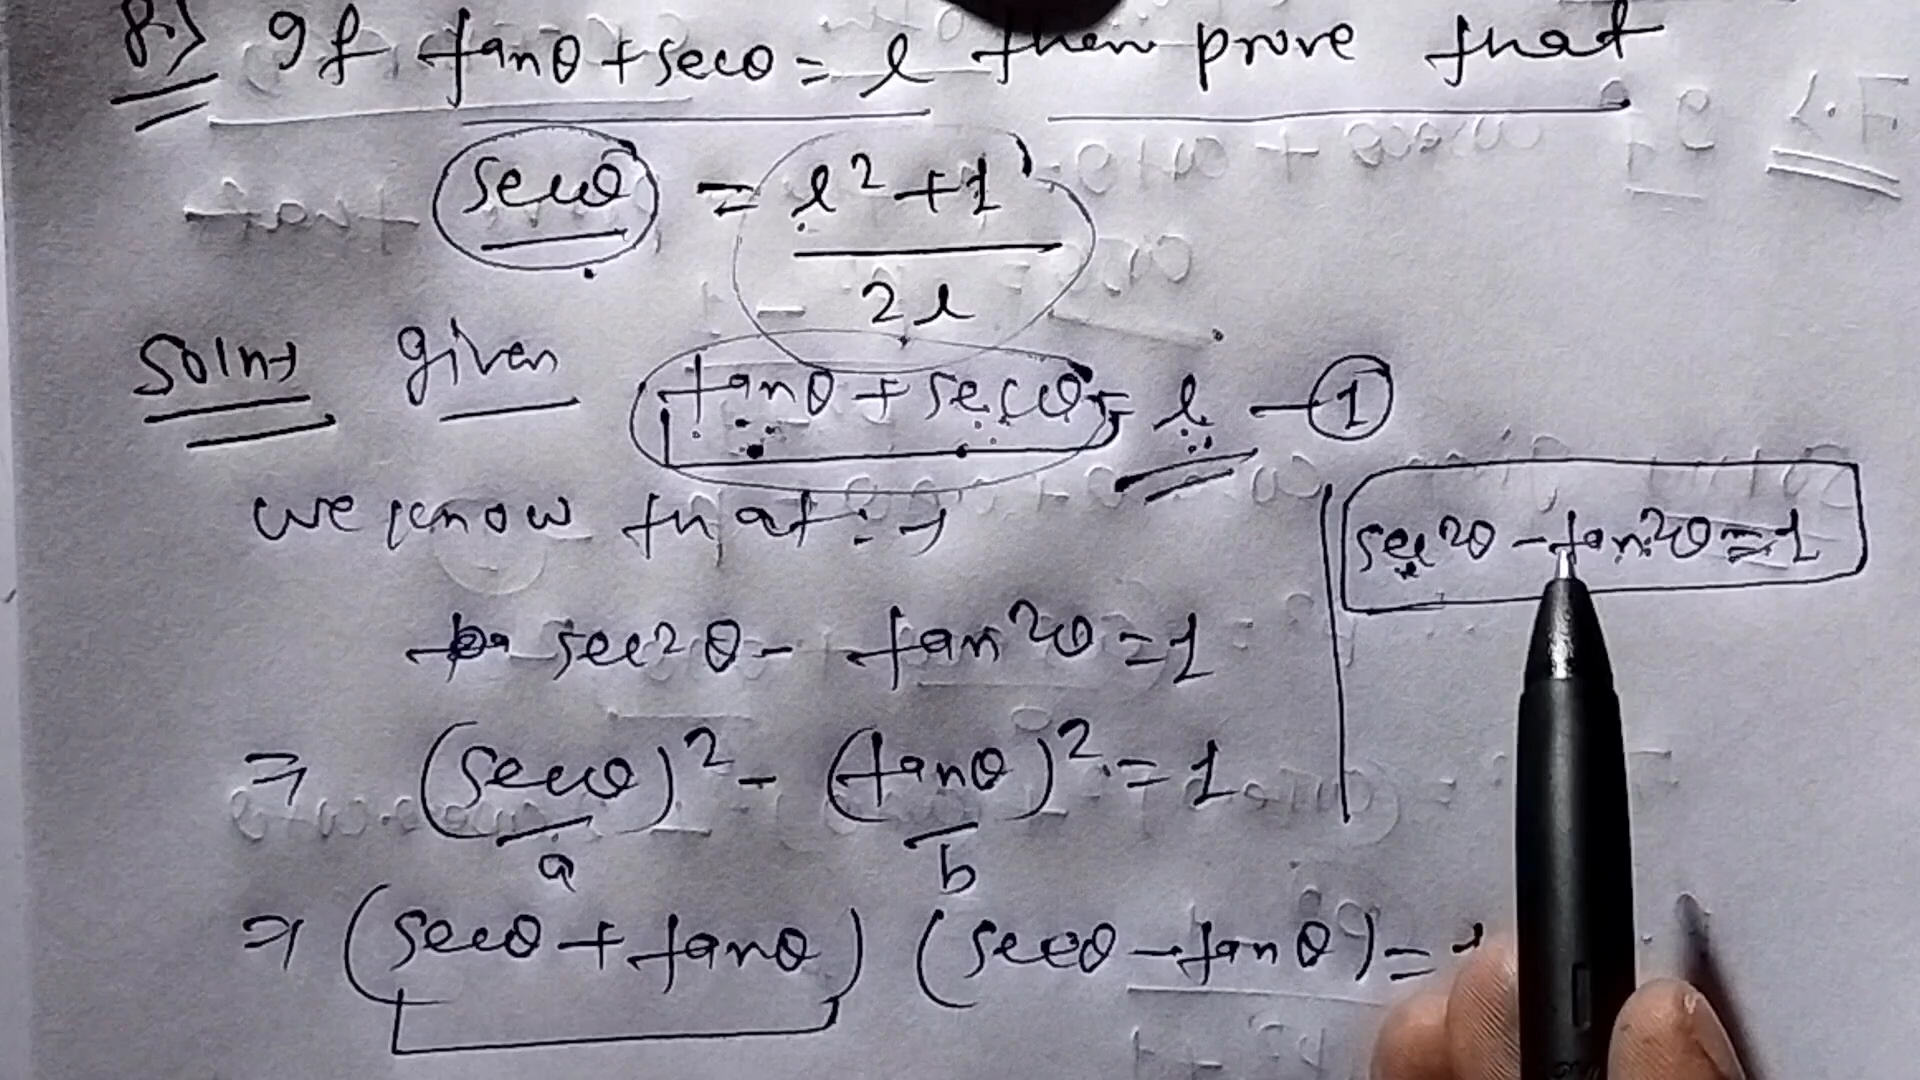 Q.) If tanθ + secθ = l then prove that
secθ = l² + 1
2l
Soln→ given tanθ + secθ = l — ①
we know that :→
sec²θ - tan²θ = 1
sec²θ - tan²θ = 1
⇒ (secθ)² - (tanθ)² = 1
a b
⇒ (secθ + tanθ) (secθ - tanθ) =